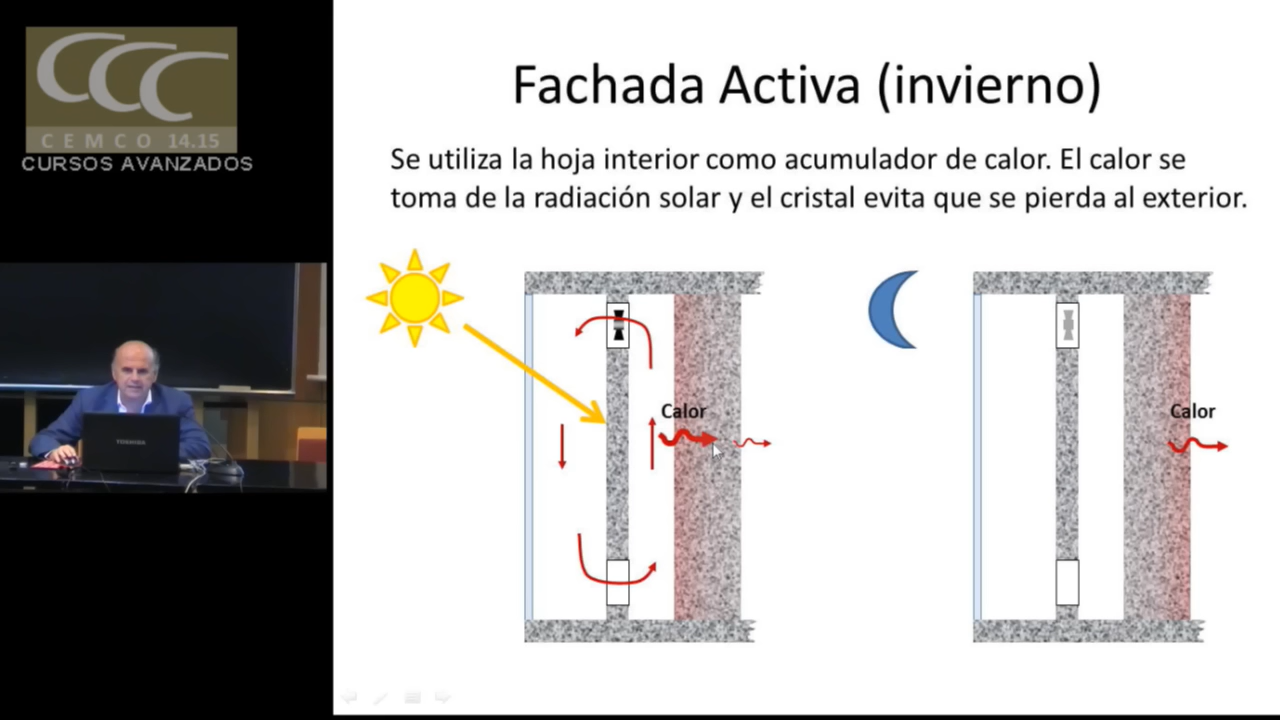 CCC
CEMCO 14.15
CURSOS AVANZADOS
TOSHIBA
Fachada Activa (invierno)
Se utiliza la hoja interior como acumulador de calor. El calor se
toma de la radiación solar y el cristal evita que se pierda al exterior.
Calor
Calor